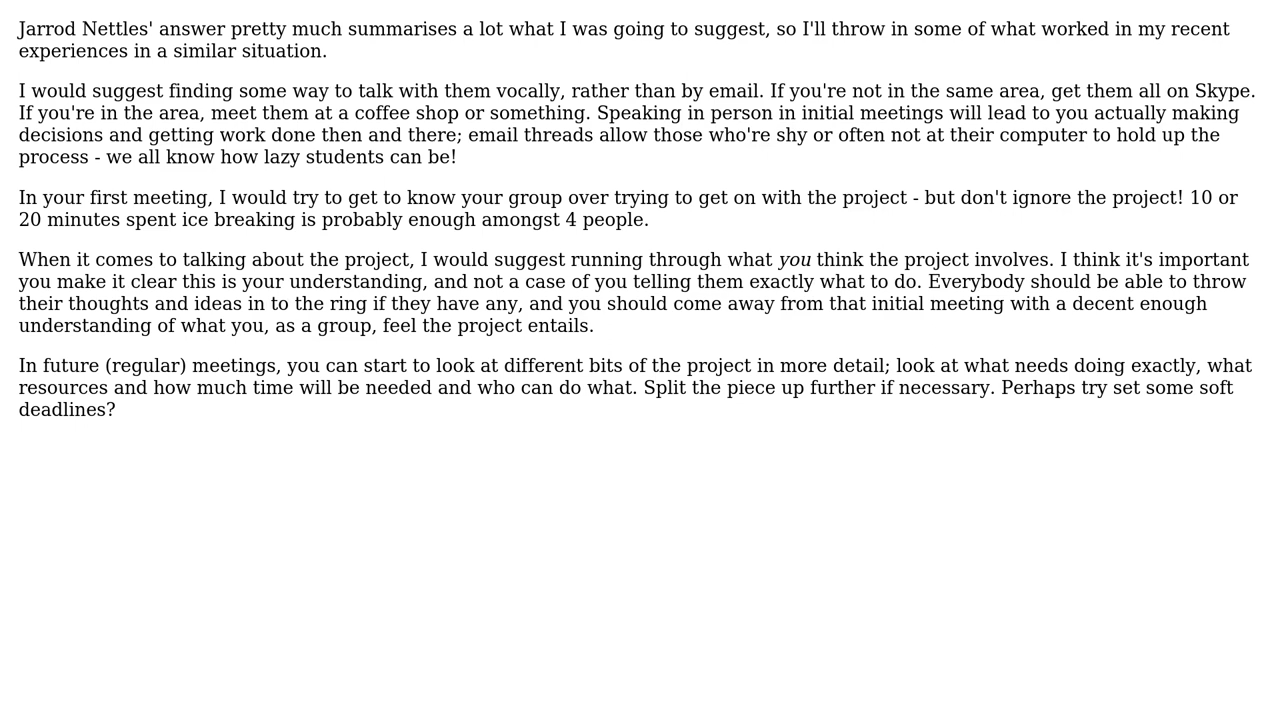 Jarrod Nettles' answer pretty much summarises a lot what I was going to suggest, so I'll throw in some of what worked in my recent
experiences in a similar situation.
I would suggest finding some way to talk with them vocally, rather than by email. If you're not in the same area, get them all on Skype.
If you're in the area, meet them at a coffee shop or something. Speaking in person in initial meetings will lead to you actually making
decisions and getting work done then and there; email threads allow those who're shy or often not at their computer to hold up the
process - we all know how lazy students can be!
In your first meeting, I would try to get to know your group over trying to get on with the project - but don't ignore the project! 10 or
20 minutes spent ice breaking is probably enough amongst 4 people.
When it comes to talking about the project, I would suggest running through what you think the project involves. I think it's important
you make it clear this is your understanding, and not a case of you telling them exactly what to do. Everybody should be able to throw
their thoughts and ideas in to the ring if they have any, and you should come away from that initial meeting with a decent enough
understanding of what you, as a group, feel the project entails.
In future (regular) meetings, you can start to look at different bits of the project in more detail; look at what needs doing exactly, what
resources and how much time will be needed and who can do what. Split the piece up further if necessary. Perhaps try set some soft
deadlines?